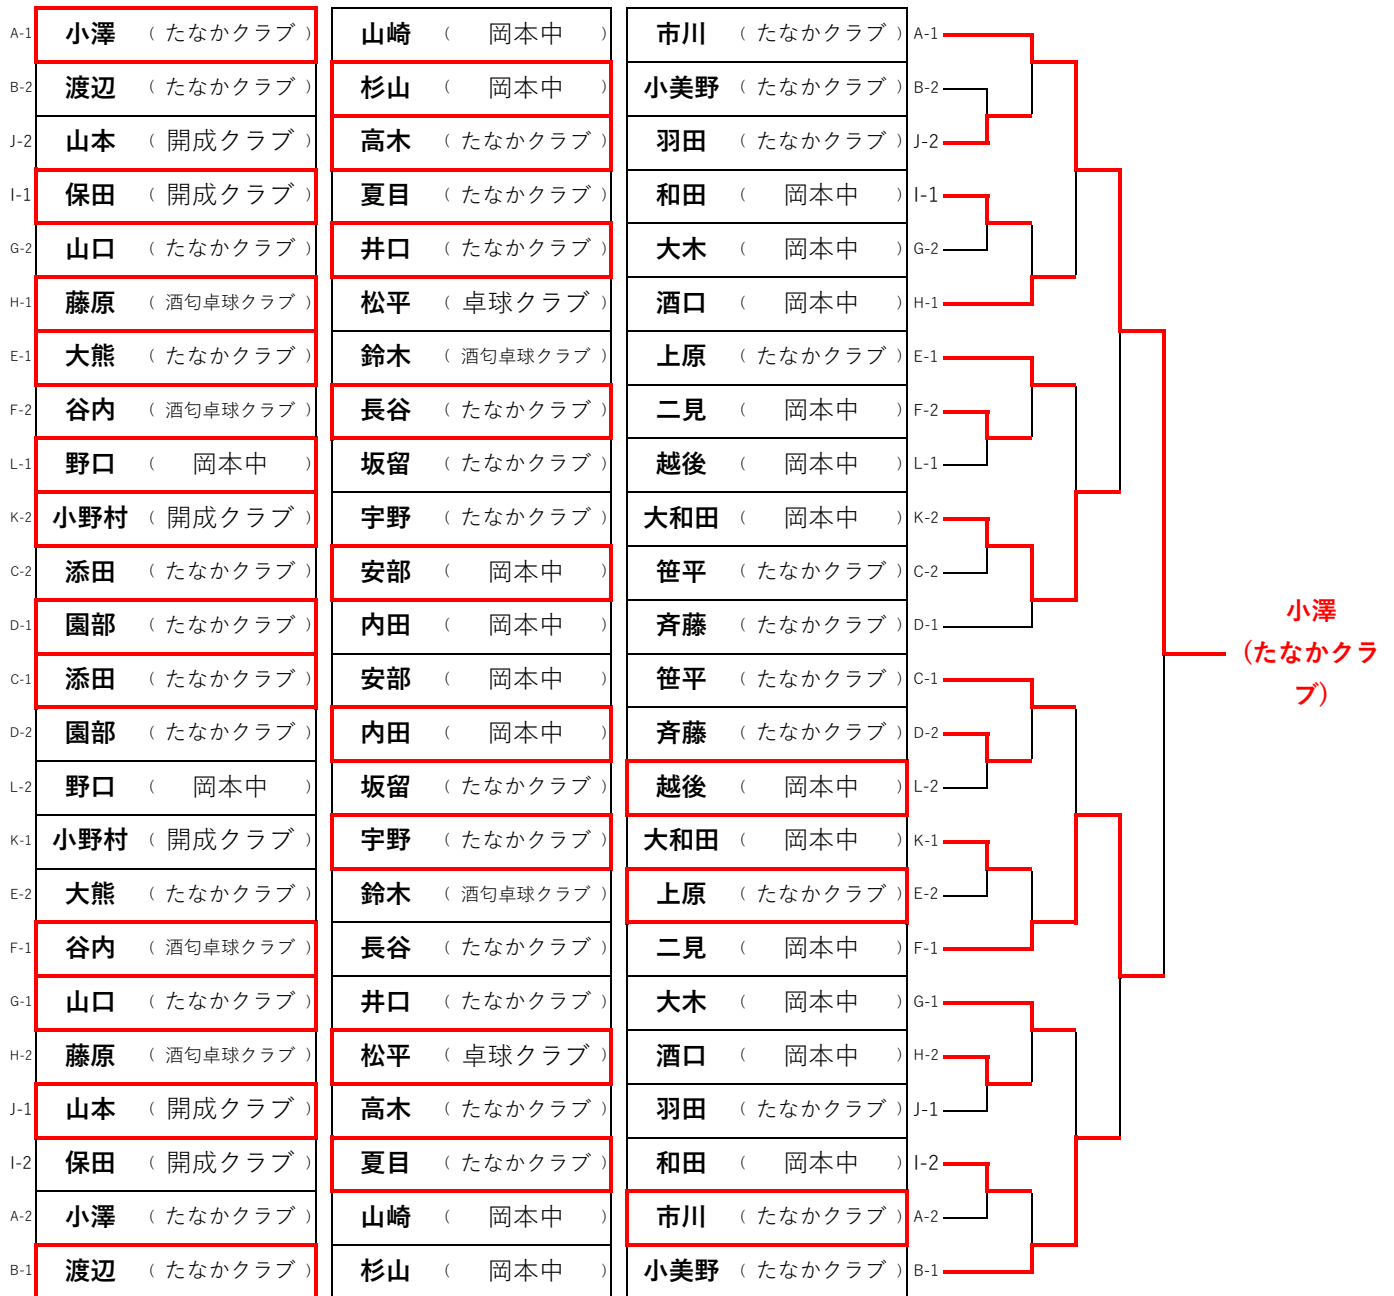 A-1 小澤 ( たなかクラブ ) 山崎 ( 岡本中 ) 市川 ( たなかクラブ ) A-1
B-2 渡辺 ( たなかクラブ ) 杉山 ( 岡本中 ) 小美野 ( たなかクラブ ) B-2
J-2 山本 ( 開成クラブ ) 高木 ( たなかクラブ ) 羽田 ( たなかクラブ ) J-2
I-1 保田 ( 開成クラブ ) 夏目 ( たなかクラブ ) 和田 ( 岡本中 ) I-1
G-2 山口 ( たなかクラブ ) 井口 ( たなかクラブ ) 大木 ( 岡本中 ) G-2
H-1 藤原 ( 酒匂卓球クラブ ) 松平 ( 卓球クラブ ) 酒口 ( 岡本中 ) H-1
E-1 大熊 ( たなかクラブ ) 鈴木 ( 酒匂卓球クラブ ) 上原 ( たなかクラブ ) E-1
F-2 谷内 ( 酒匂卓球クラブ ) 長谷 ( たなかクラブ ) 二見 ( 岡本中 ) F-2
L-1 野口 ( 岡本中 ) 坂留 ( たなかクラブ ) 越後 ( 岡本中 ) L-1
K-2 小野村 ( 開成クラブ ) 宇野 ( たなかクラブ ) 大和田 ( 岡本中 ) K-2
C-2 添田 ( たなかクラブ ) 安部 ( 岡本中 ) 笹平 ( たなかクラブ ) C-2
D-1 園部 ( たなかクラブ ) 内田 ( 岡本中 ) 斉藤 ( たなかクラブ ) D-1
C-1 添田 ( たなかクラブ ) 安部 ( 岡本中 ) 笹平 ( たなかクラブ ) C-1
D-2 園部 ( たなかクラブ ) 内田 ( 岡本中 ) 斉藤 ( たなかクラブ ) D-2
L-2 野口 ( 岡本中 ) 坂留 ( たなかクラブ ) 越後 ( 岡本中 ) L-2
K-1 小野村 ( 開成クラブ ) 宇野 ( たなかクラブ ) 大和田 ( 岡本中 ) K-1
E-2 大熊 ( たなかクラブ ) 鈴木 ( 酒匂卓球クラブ ) 上原 ( たなかクラブ ) E-2
F-1 谷内 ( 酒匂卓球クラブ ) 長谷 ( たなかクラブ ) 二見 ( 岡本中 ) F-1
G-1 山口 ( たなかクラブ ) 井口 ( たなかクラブ ) 大木 ( 岡本中 ) G-1
H-2 藤原 ( 酒匂卓球クラブ ) 松平 ( 卓球クラブ ) 酒口 ( 岡本中 ) H-2
J-1 山本 ( 開成クラブ ) 高木 ( たなかクラブ ) 羽田 ( たなかクラブ ) J-1
I-2 保田 ( 開成クラブ ) 夏目 ( たなかクラブ ) 和田 ( 岡本中 ) I-2
A-2 小澤 ( たなかクラブ ) 山崎 ( 岡本中 ) 市川 ( たなかクラブ ) A-2
B-1 渡辺 ( たなかクラブ ) 杉山 ( 岡本中 ) 小美野 ( たなかクラブ ) B-1
小澤
(たなかクラ
ブ)